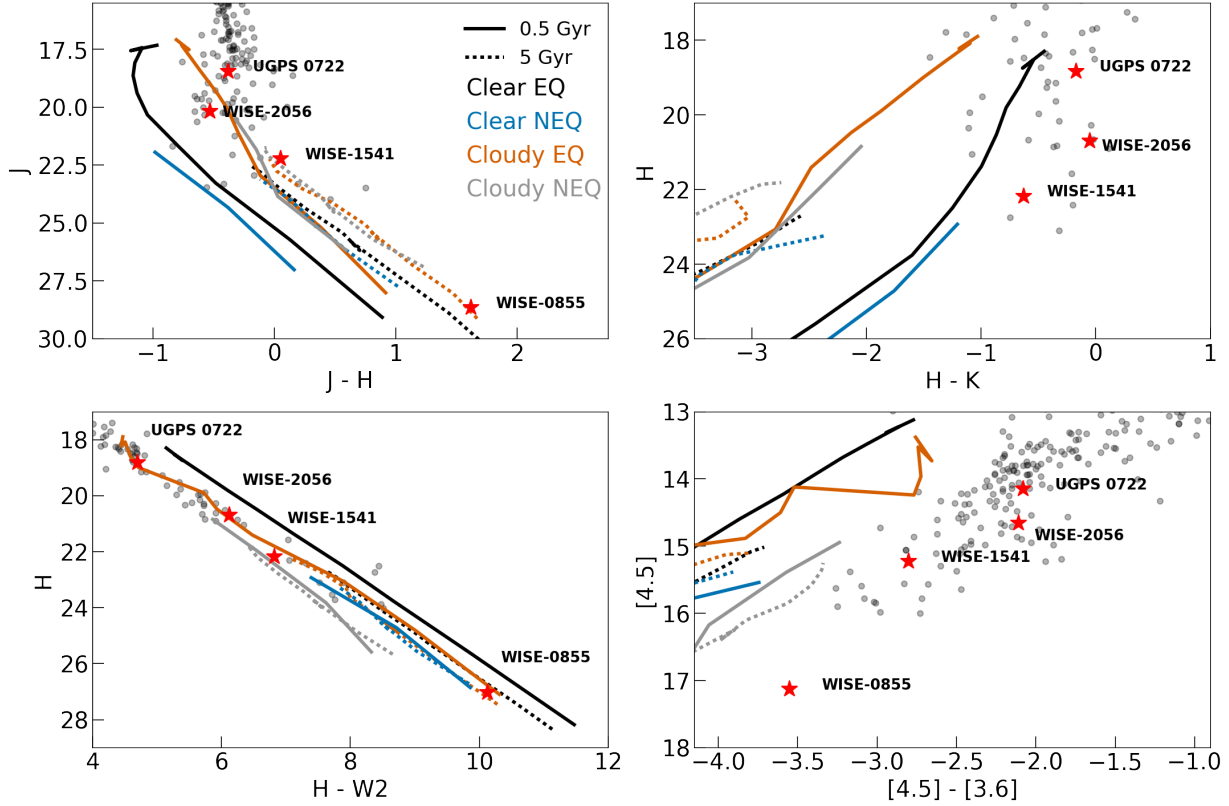 17.5
20.0
22.5
25.0
27.5
30.0
J
−1
0
1
2
J - H
UGPS 0722
WISE-2056
WISE-1541
WISE-0855
0.5 Gyr
5 Gyr
Clear EQ
Clear NEQ
Cloudy EQ
Cloudy NEQ
18
20
22
24
26
H
−3
−2
−1
0
1
H - K
UGPS 0722
WISE-2056
WISE-1541
18
20
22
24
26
28
H
4
6
8
10
12
H - W2
UGPS 0722
WISE-2056
WISE-1541
WISE-0855
13
14
15
16
17
18
[4.5]
−4.0
−3.5
−3.0
−2.5
−2.0
−1.5
−1.0
[4.5] - [3.6]
UGPS 0722
WISE-2056
WISE-1541
WISE-0855